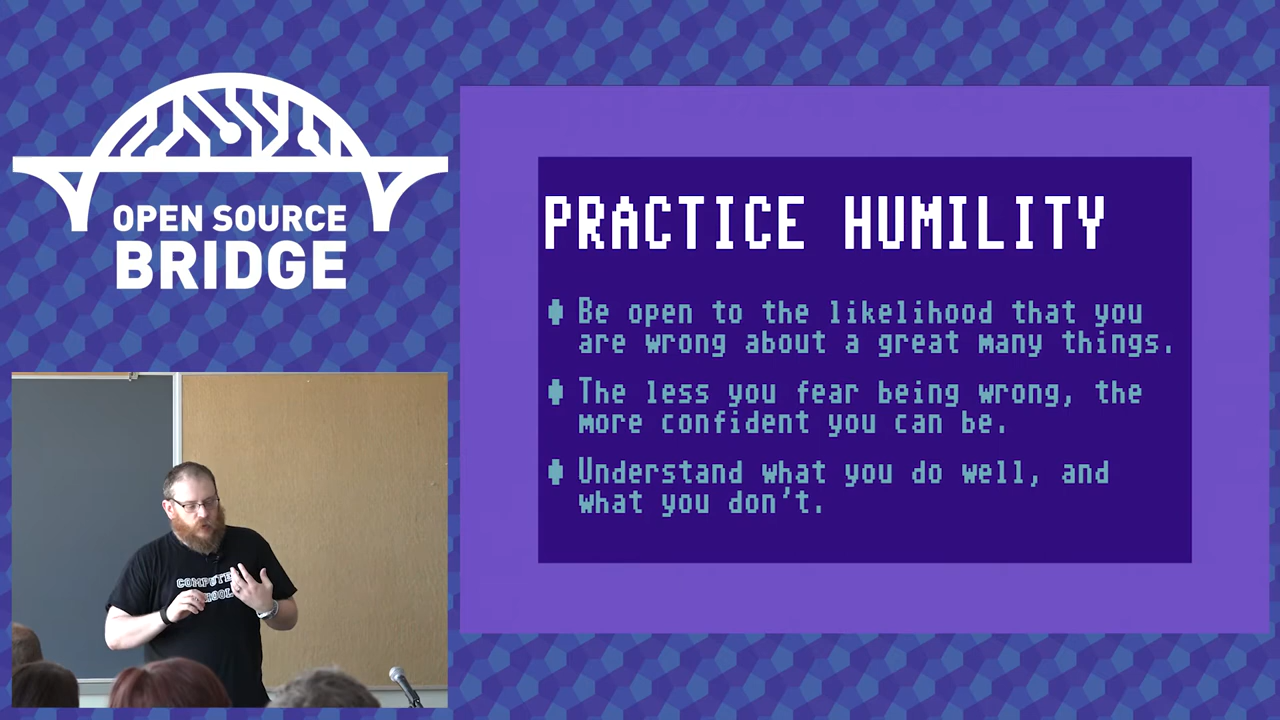 OPEN SOURCE
BRIDGE
PRACTICE HUMILITY
Be open to the likelihood that you
are wrong about a great many things.
The less you fear being wrong, the
more confident you can be.
Understand what you do well, and
what you don't.